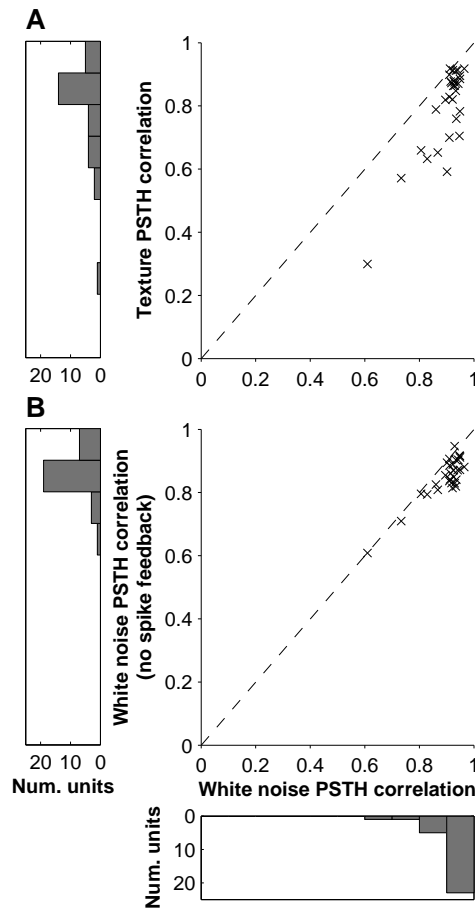 A
Texture PSTH correlation
1
0.8
0.6
0.4
0.2
0
20 10 0
0 0.2 0.4 0.6 0.8 1
B
White noise PSTH correlation
(no spike feedback)
1
0.8
0.6
0.4
0.2
0
20 10 0
0 0.2 0.4 0.6 0.8 1
Num. units
White noise PSTH correlation
Num. units
0
10
20